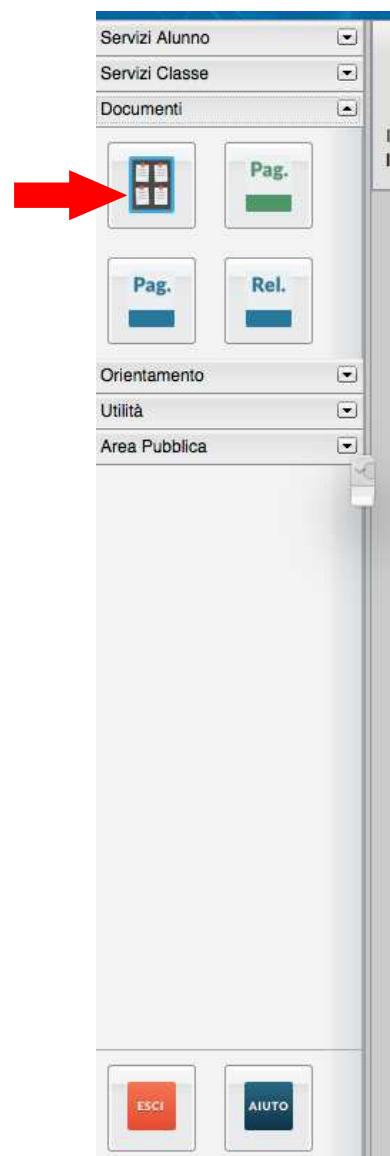 Servizi Alunno
Servizi Classe
Documenti
Pag.
Pag.
Rel.
Orientamento
Utilità
Area Pubblica
ESCI
AIUTO